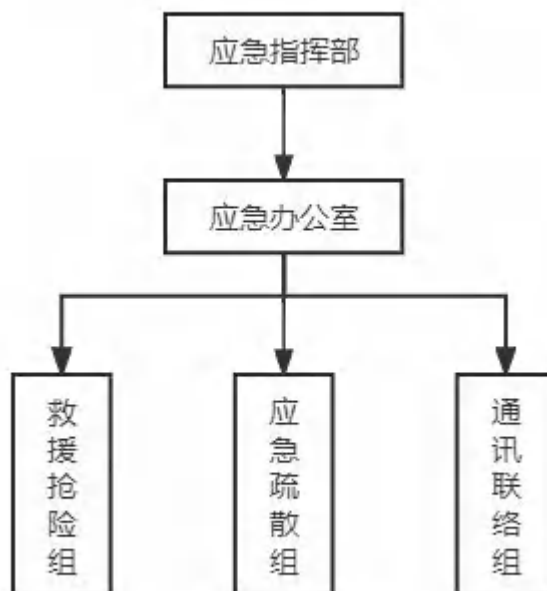 应急指挥部
应急办公室
救援抢险组
应急疏散组
通讯联络组